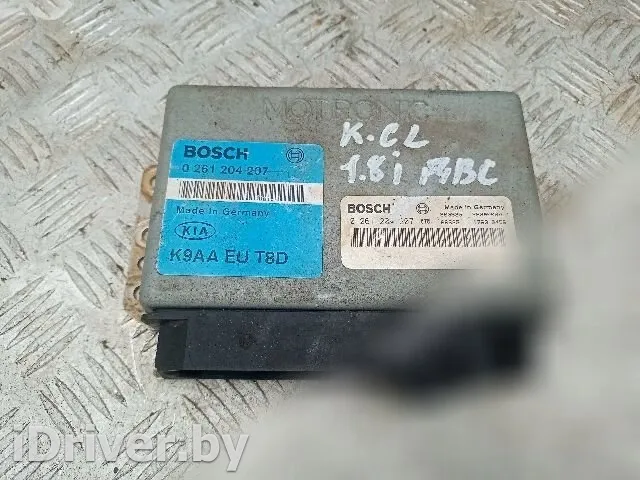 MOTRONIC
BOSCH
0 261 204 207
Made in Germany
KIA
K9AA EU T8D
K.CL
1.8i ABC
BOSCH
Made in Germany
iDriver.by